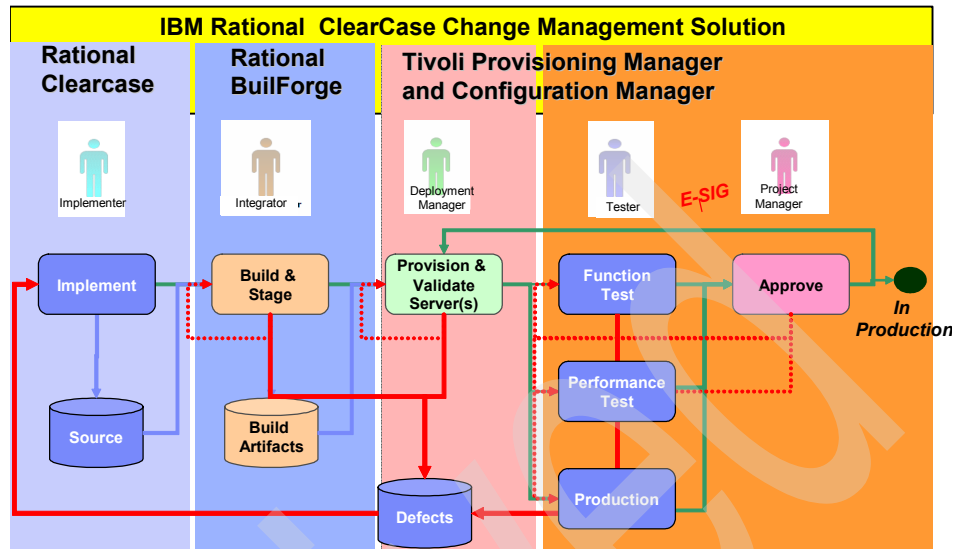 IBM Rational ClearCase Change Management Solution
Rational
Clearcase
Rational
BuilForge
Tivoli Provisioning Manager
and Configuration Manager
Implementer
Integrator r
Deployment
Manager
Tester
E-SIG
Project
Manager
Implement
Build &
Stage
Provision &
Validate
Server(s)
Function
Test
Approve
In
Production
Performance
Test
Source
Build
Artifacts
Defects
Production